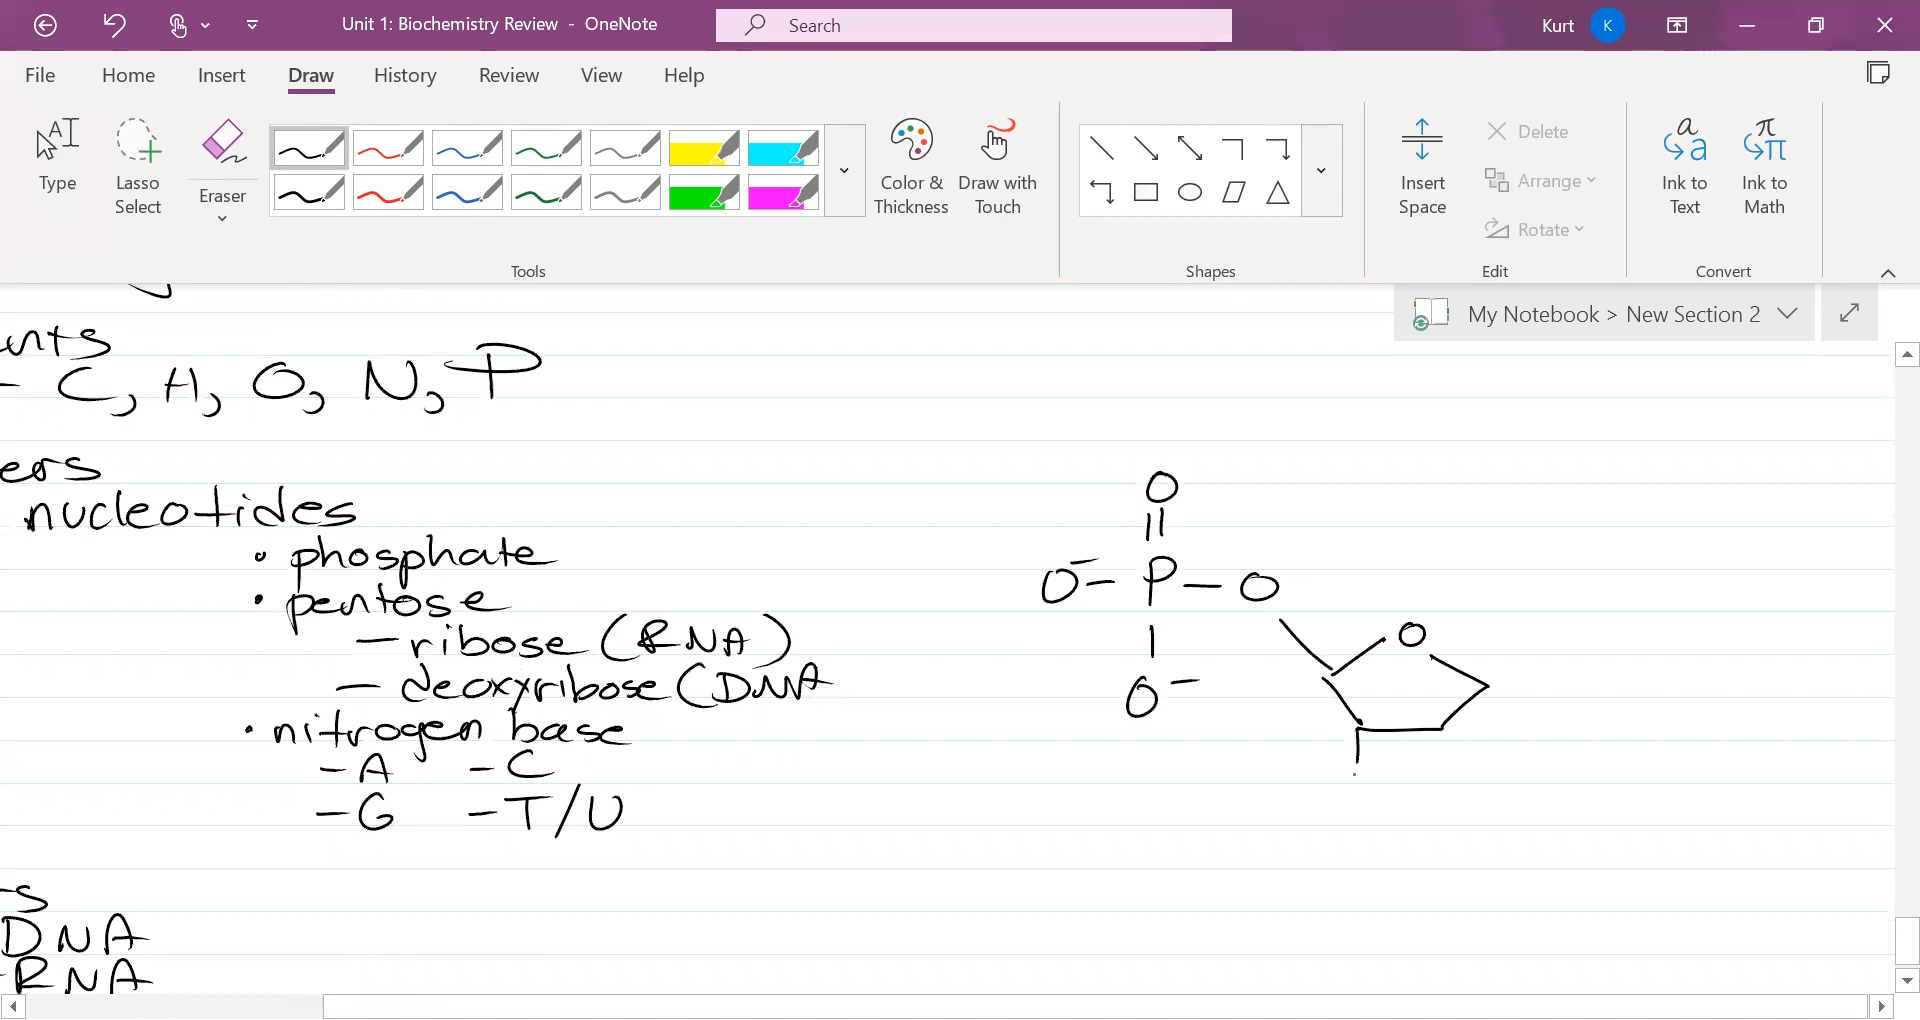 Unit 1: Biochemistry Review - OneNote
Search
Kurt K
File Home Insert Draw History Review View Help
Type
Lasso Select
Eraser
Color & Thickness
Draw with Touch
Insert Space
Delete
Arrange
Rotate
a a
Ink to Text
π π
Ink to Math
Tools
Shapes
Edit
Convert
My Notebook > New Section 2
ents
- C, H, O, N, P
ers
nucleotides
• phosphate
• pentose
- ribose (RNA)
- deoxyribose (DNA
• nitrogen base
- A - C
- G - T/U
s
DNA
-RNA
O
||
O⁻ - P - O
|
O⁻
O